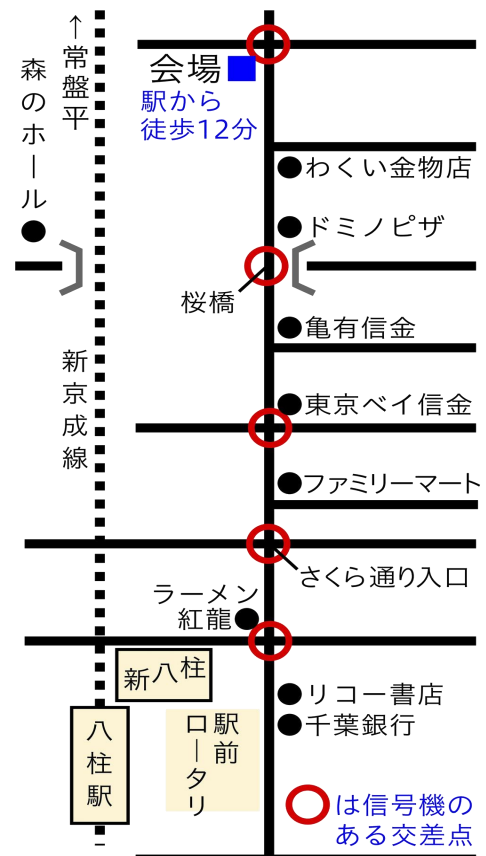 ←常盤平
森のホール
会場
駅から
徒歩12分
わくい金物店
ドミノピザ
桜橋
亀有信金
新京成線
東京ベイ信金
ファミリーマート
さくら通り入口
ラーメン
紅龍
新八柱
八柱駅
駅前
ロータリ
リコー書店
千葉銀行
は信号機の
ある交差点